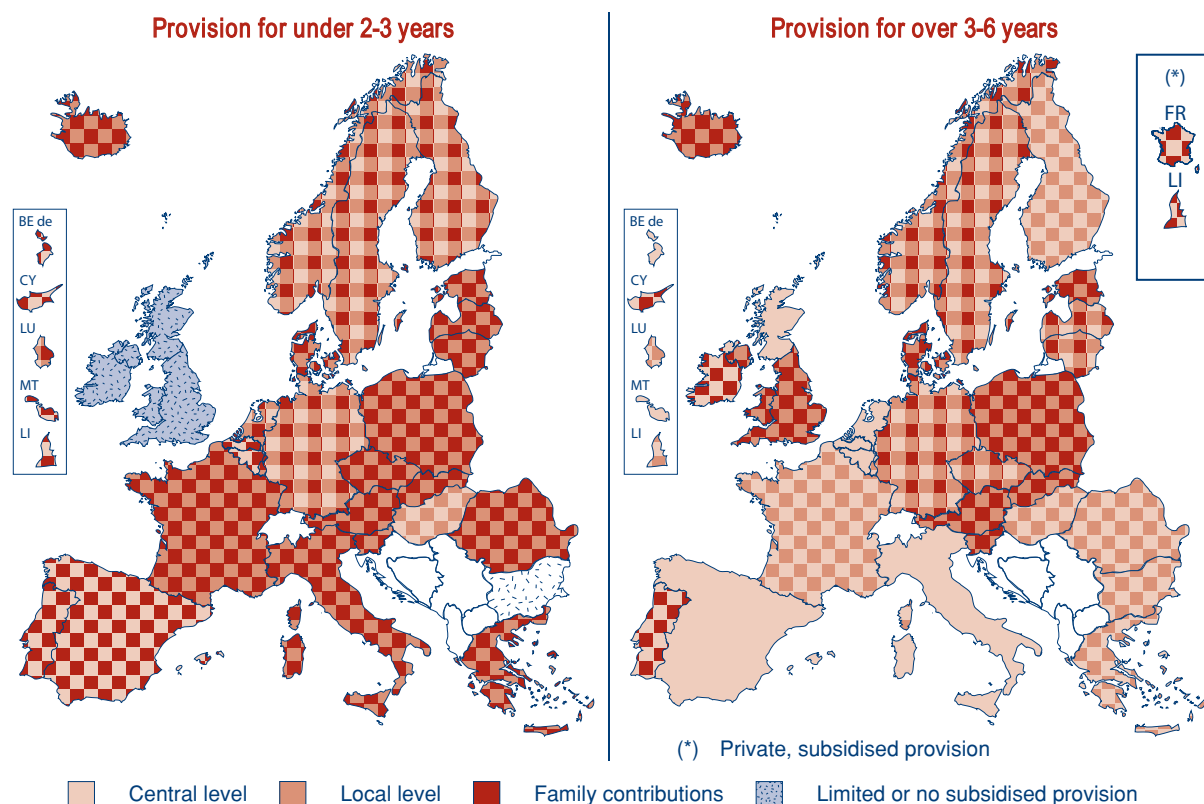 Provision for under 2-3 years
Provision for over 3-6 years
BE de
CY
LU
MT
LI
BE de
CY
LU
MT
LI
(*)
FR
LI
(*) Private, subsidised provision
Central level
Local level
Family contributions
Limited or no subsidised provision